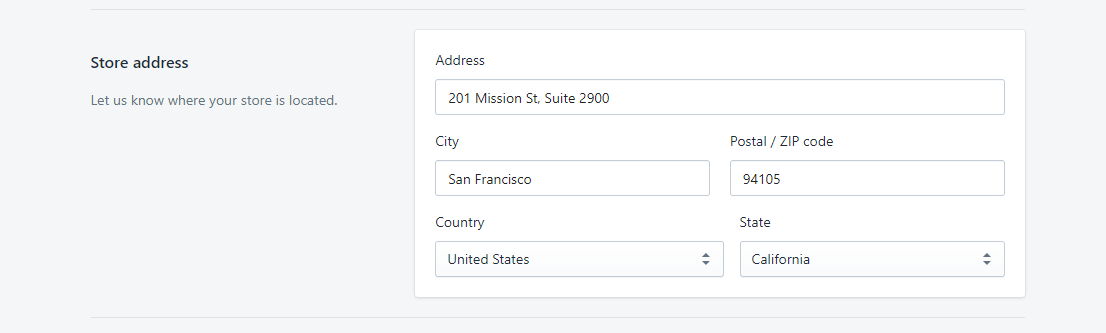 Store address
Let us know where your store is located.
Address
201 Mission St, Suite 2900
City
Postal / ZIP code
San Francisco
94105
Country
State
United States
California